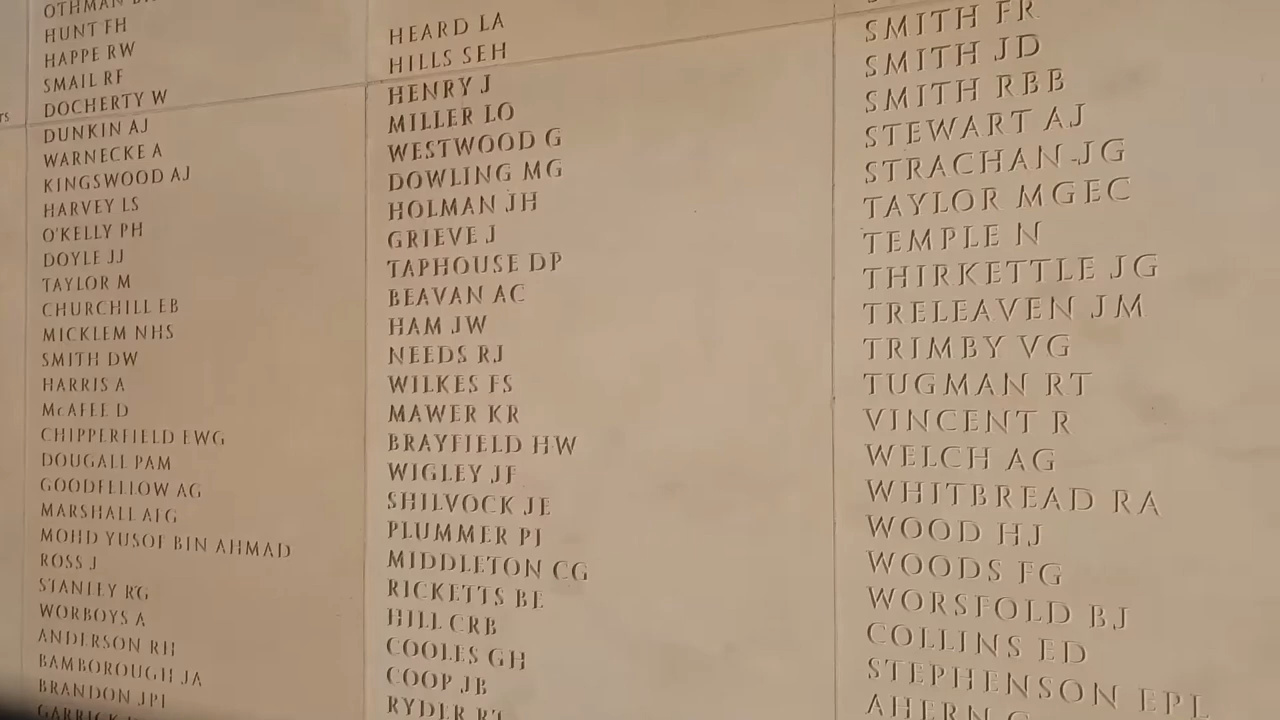 OTHMAN
HUNT FH
HAPPE RW
SMAIL RF
DOCHERTY W
DUNKIN AJ
WARNECKE A
KINGSWOOD AJ
HARVEY LS
O'KELLY PH
DOYLE JJ
TAYLOR M
CHURCHILL EB
MICKLEM NHS
SMITH DW
HARRIS A
McAFEE D
CHIPPERFIELD EWG
DOUGALL PAM
GOODFELLOW AG
MARSHALL AFG
MOHD YUSOF BIN AHMAD
ROSS J
STANLEY RG
WORBOYS A
ANDERSON RH
BAMBOROUGH JA
BRANDON JPI
HEARD LA
HILLS SEH
HENRY J
MILLER LO
WESTWOOD G
DOWLING MG
HOLMAN JH
GRIEVE J
TAPHOUSE DP
BEAVAN AC
HAM JW
NEEDS RJ
WILKES FS
MAWER KR
BRAYFIELD HW
WIGLEY JF
SHILVOCK JE
PLUMMER PJ
MIDDLETON CG
RICKETTS BE
HILL CRB
COOLES GH
COOP JB
RYDER RT
SMITH FR
SMITH JD
SMITH RBB
STEWART AJ
STRACHAN JG
TAYLOR MGEC
TEMPLE N
THIRKETTLE JG
TRELEAVEN JM
TRIMBY VG
TUGMAN RT
VINCENT R
WELCH AG
WHITBREAD RA
WOOD HJ
WOODS FG
WORSFOLD BJ
COLLINS ED
STEPHENSON EPL
AHERN